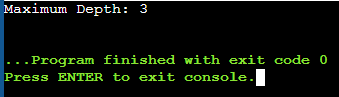 Maximum Depth: 3
...Program finished with exit code 0
Press ENTER to exit console.